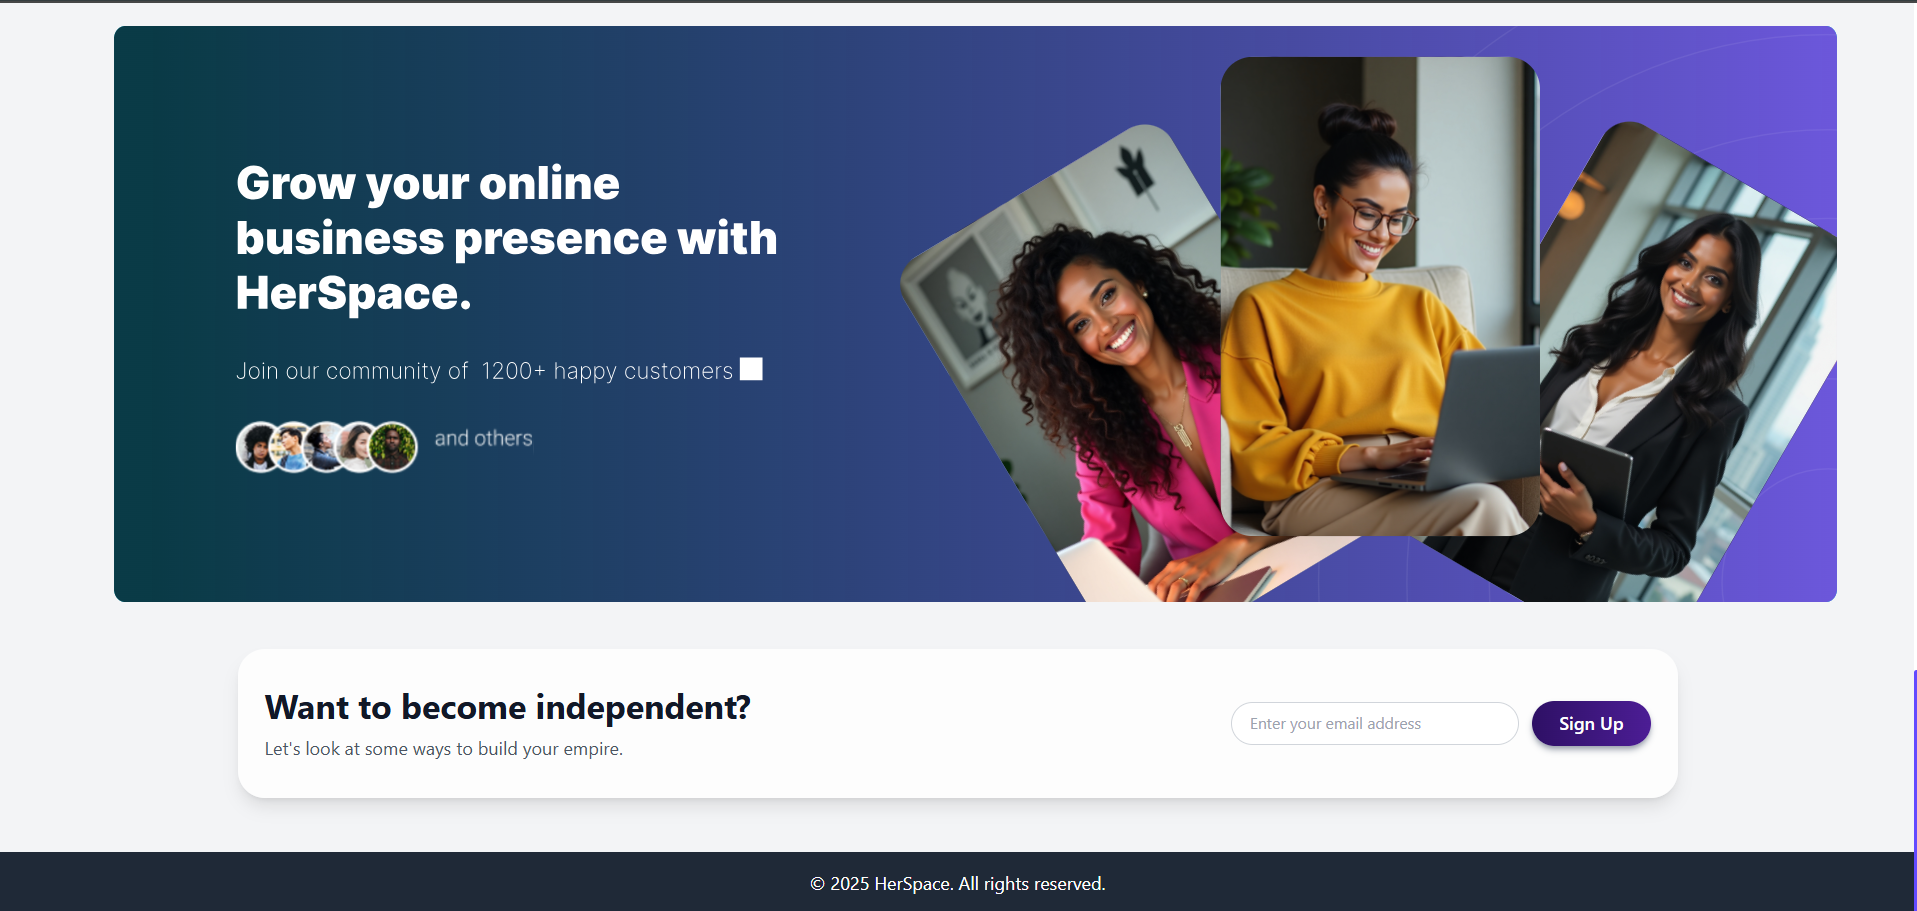 Grow your online
business presence with
HerSpace.
Join our community of 1200+ happy customers
and others
Want to become independent?
Let's look at some ways to build your empire.
Enter your email address
Sign Up
© 2025 HerSpace. All rights reserved.